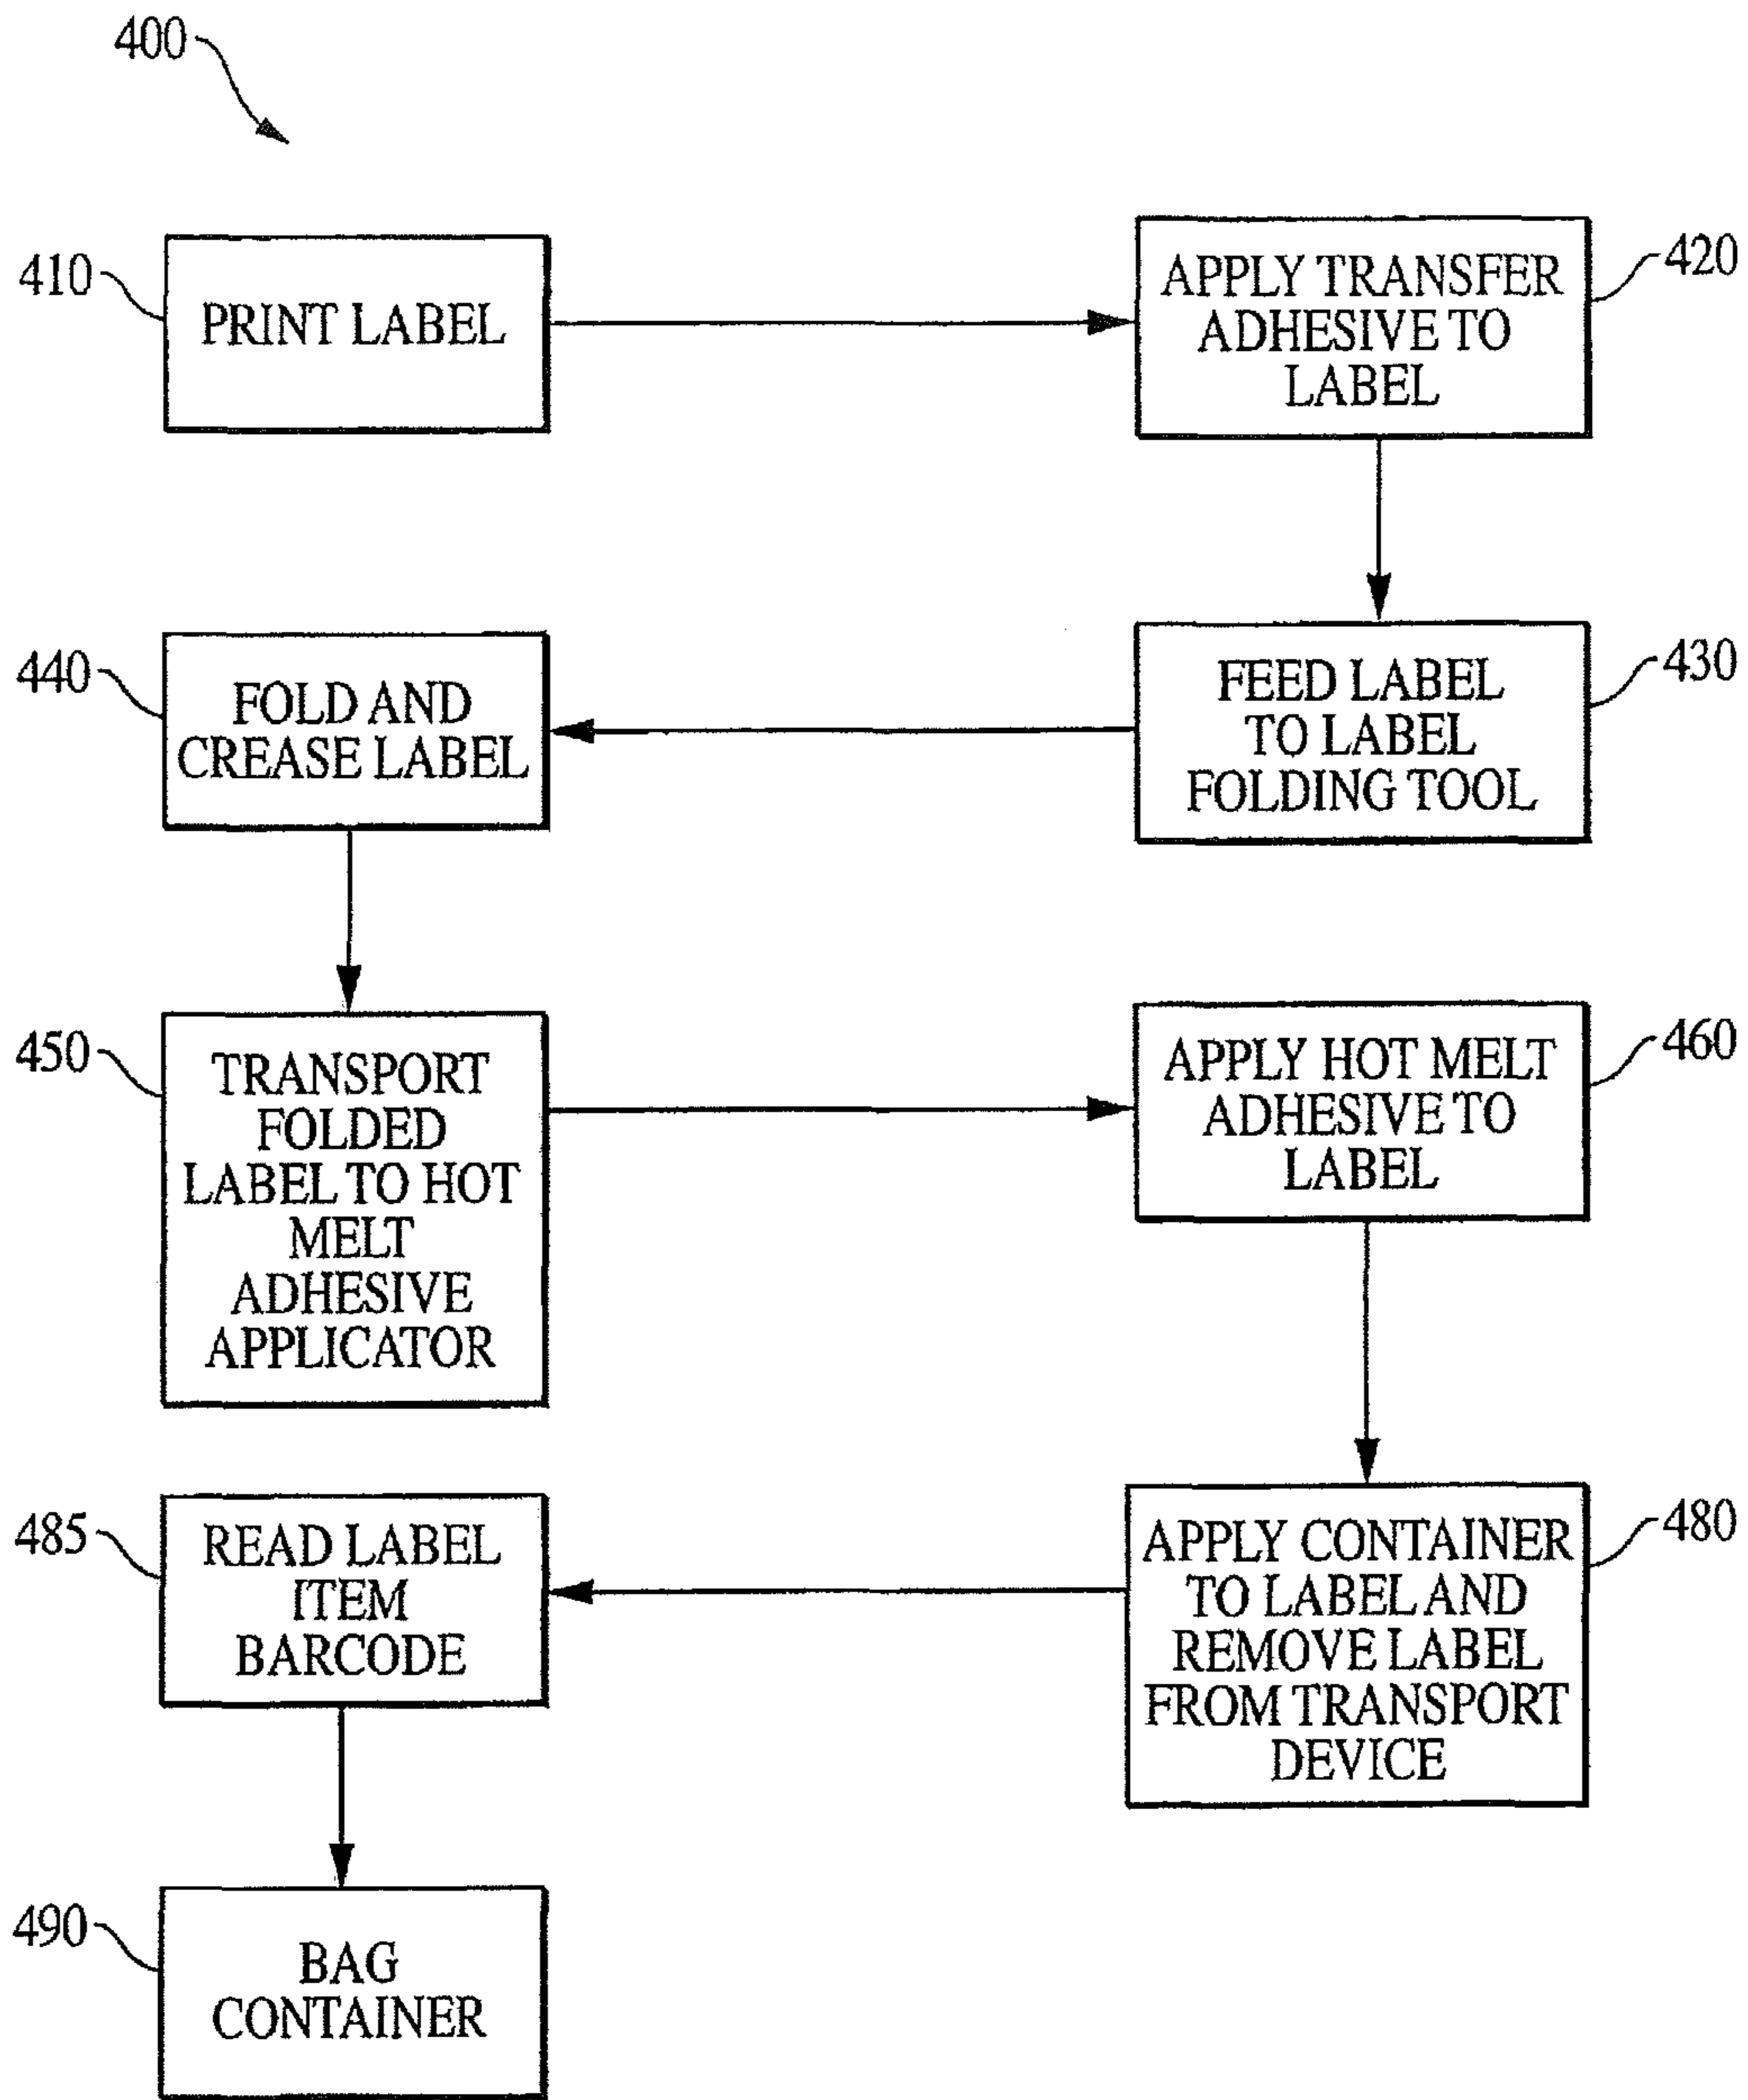 400
410
PRINT LABEL
420
APPLY TRANSFER
ADHESIVE TO
LABEL
430
FEED LABEL
TO LABEL
FOLDING TOOL
440
FOLD AND
CREASE LABEL
450
TRANSPORT
FOLDED
LABEL TO HOT
MELT
ADHESIVE
APPLICATOR
460
APPLY HOT MELT
ADHESIVE TO
LABEL
480
APPLY CONTAINER
TO LABEL AND
REMOVE LABEL
FROM TRANSPORT
DEVICE
485
READ LABEL
ITEM
BARCODE
490
BAG
CONTAINER